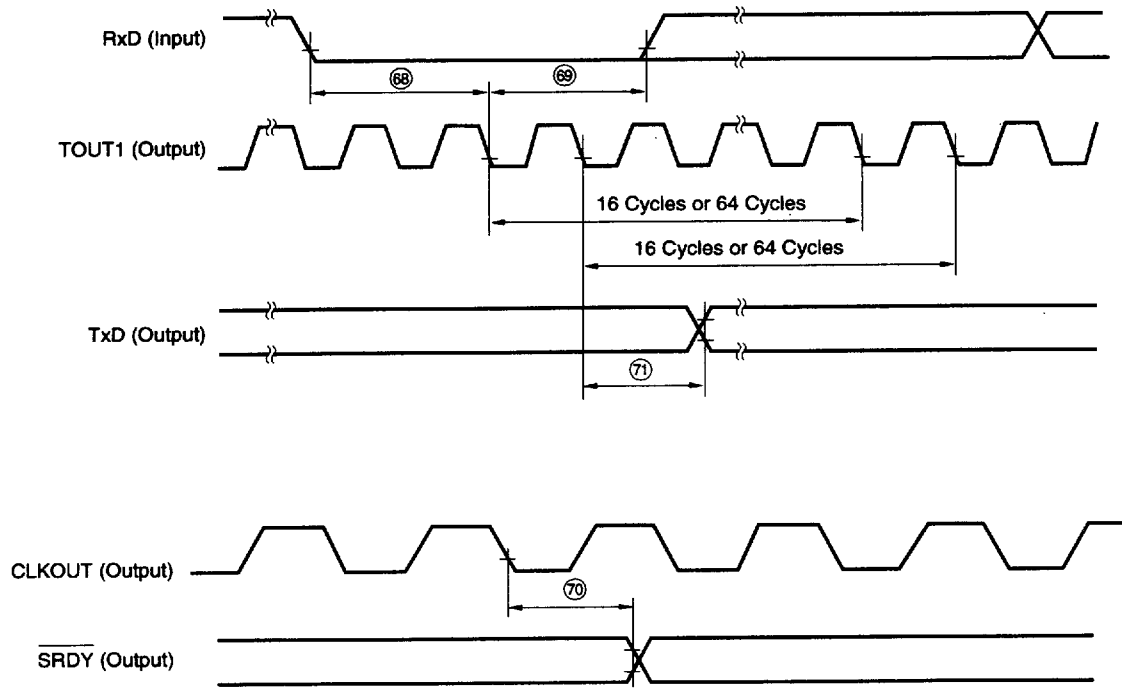 RxD (Input)
68
69
TOUT1 (Output)
16 Cycles or 64 Cycles
16 Cycles or 64 Cycles
TxD (Output)
71
CLKOUT (Output)
70
SRDY (Output)